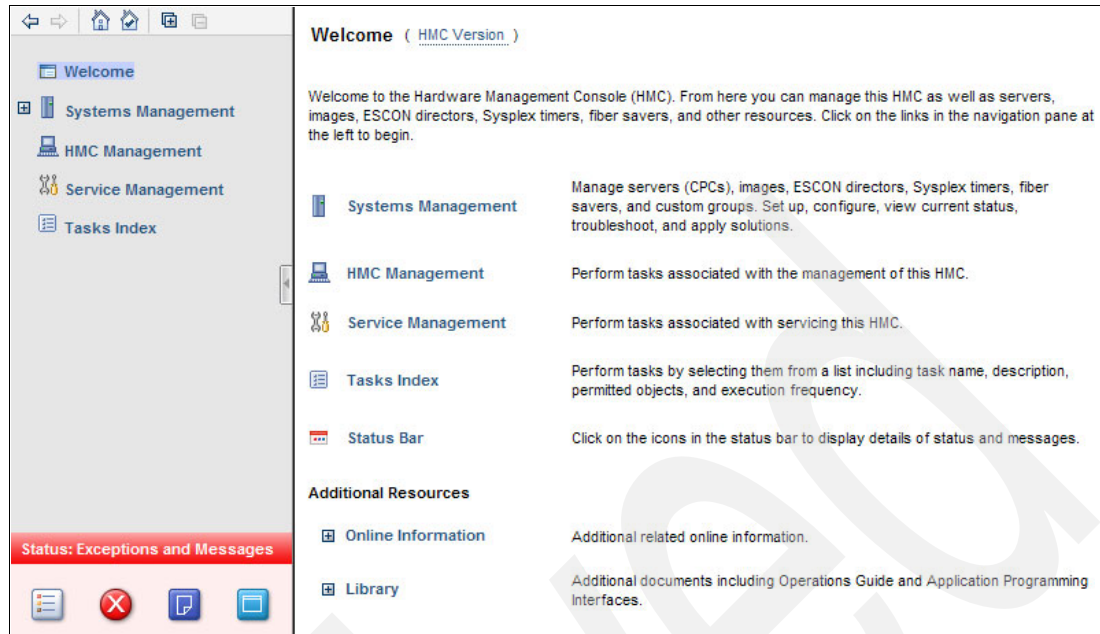 Welcome
Systems Management
HMC Management
Service Management
Tasks Index
Status: Exceptions and Messages
Welcome ( HMC Version )
Welcome to the Hardware Management Console (HMC). From here you can manage this HMC as well as servers,
images, ESCON directors, Sysplex timers, fiber savers, and other resources. Click on the links in the navigation pane at
the left to begin.
Systems Management
Manage servers (CPCs), images, ESCON directors, Sysplex timers, fiber
savers, and custom groups. Set up, configure, view current status,
troubleshoot, and apply solutions.
HMC Management
Perform tasks associated with the management of this HMC.
Service Management
Perform tasks associated with servicing this HMC.
Tasks Index
Perform tasks by selecting them from a list including task name, description,
permitted objects, and execution frequency.
Status Bar
Click on the icons in the status bar to display details of status and messages.
Additional Resources
Online Information
Additional related online information.
Library
Additional documents including Operations Guide and Application Programming
Interfaces.